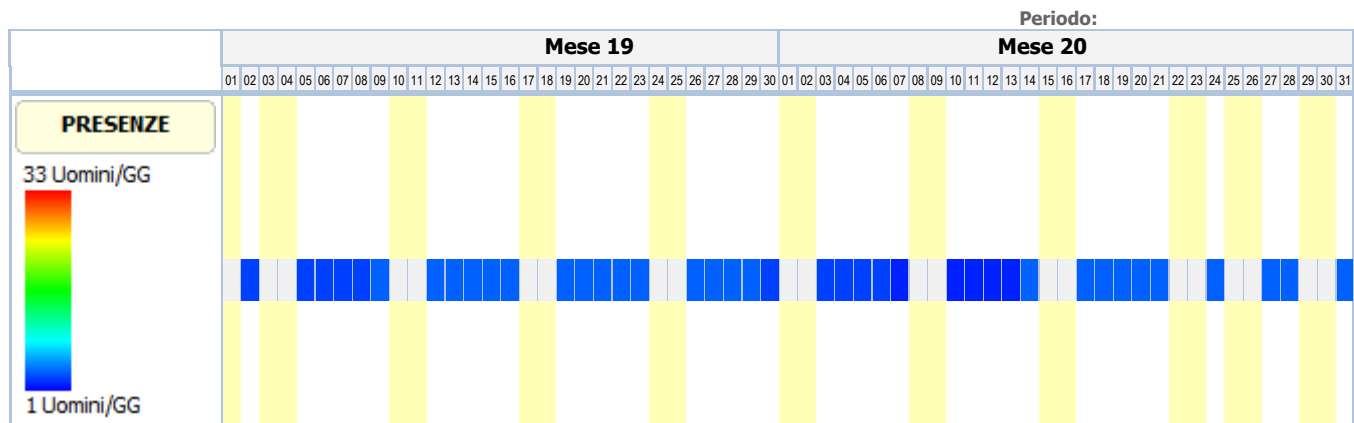 Periodo:
Mese 19 Mese 20
01 02 03 04 05 06 07 08 09 10 11 12 13 14 15 16 17 18 19 20 21 22 23 24 25 26 27 28 29 30 01 02 03 04 05 06 07 08 09 10 11 12 13 14 15 16 17 18 19 20 21 22 23 24 25 26 27 28 29 30 31
PRESENZE
33 Uomini/GG
1 Uomini/GG